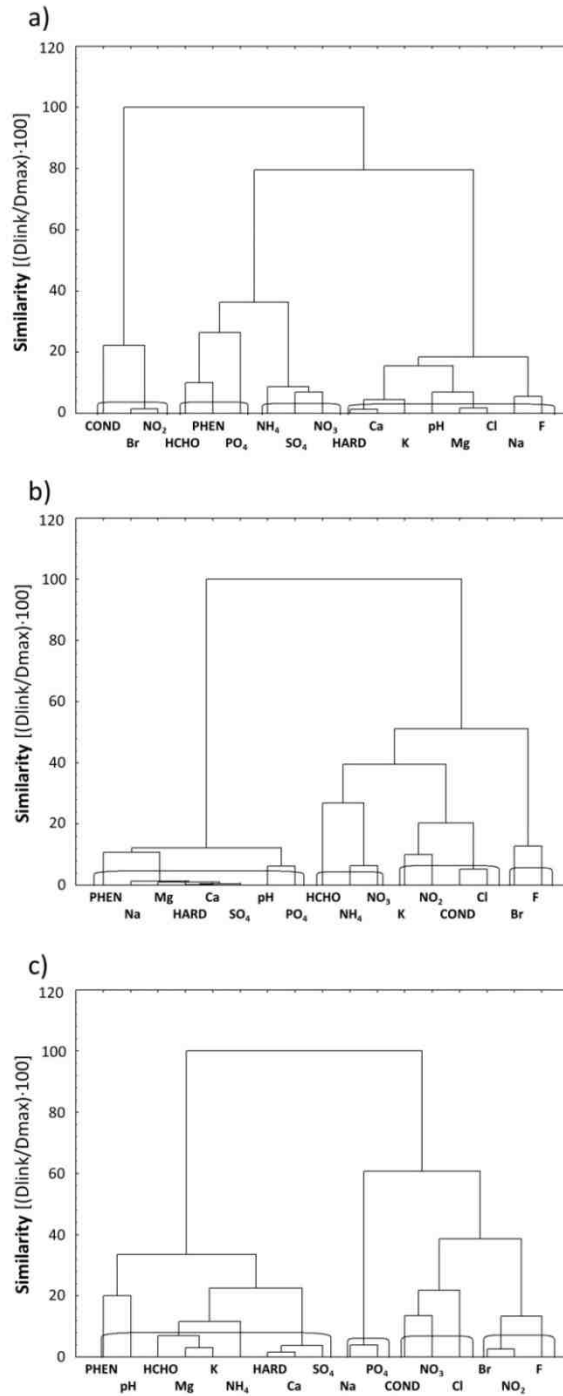 a)
120
100
80
60
40
20
0
Similarity [(Dlink/Dmax)·100]
COND NO₂ PHEN NH₄ NO₃ Ca pH Cl F
Br HCHO PO₄ SO₄ HARD K Mg Na
b)
120
100
80
60
40
20
0
Similarity [(Dlink/Dmax)·100]
PHEN Mg Ca pH HCHO NO₃ NO₂ Cl F
Na HARD SO₄ PO₄ NH₄ K COND Br
c)
120
100
80
60
40
20
0
Similarity [(Dlink/Dmax)·100]
PHEN HCHO K HARD SO₄ PO₄ NO₃ Br F
pH Mg NH₄ Ca Na COND Cl NO₂